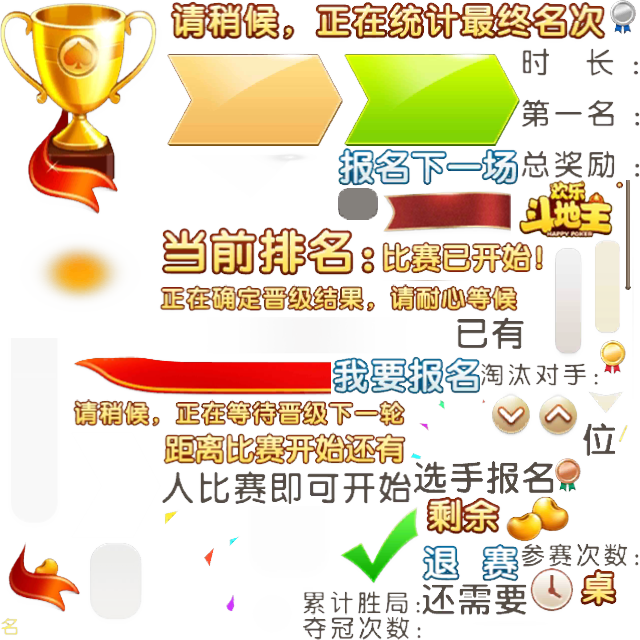 请稍候，正在统计最终名次
时 长 :
第一名 :
报名下一场
总奖励 :
欢乐
斗地主
HAPPY POKER
当前排名:
比赛已开始!
正在确定晋级结果，请耐心等候
已有
我要报名
淘汰对手:
请稍候，正在等待晋级下一轮
位
距离比赛开始还有
人比赛即可开始
选手报名
剩余
退 赛
参赛次数:
累计胜局:
还需要
桌
名
夺冠次数: